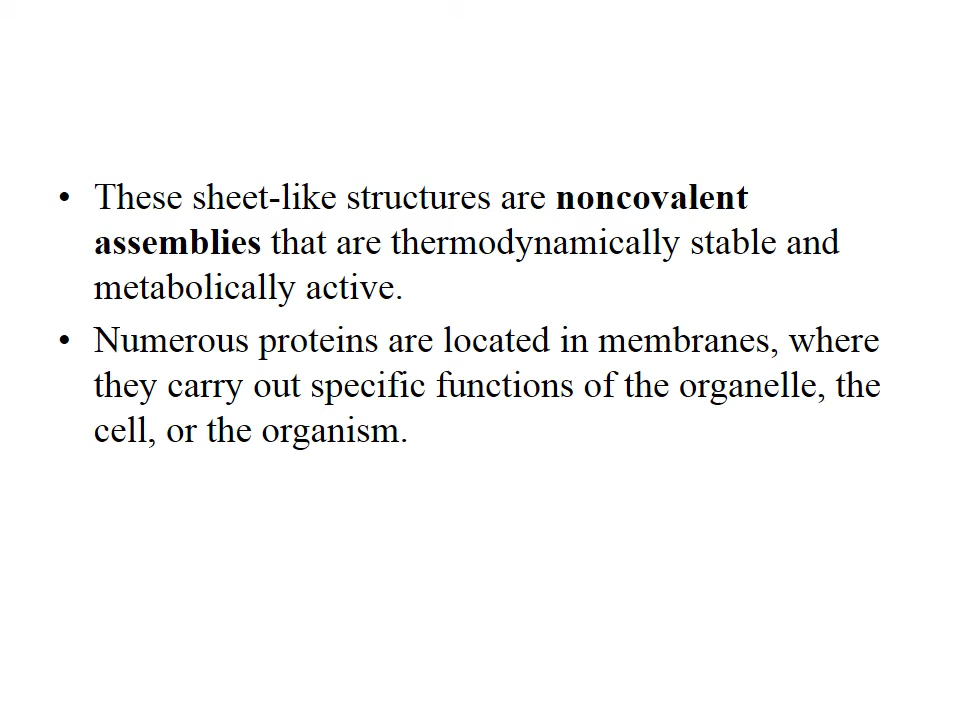 • These sheet-like structures are noncovalent
assemblies that are thermodynamically stable and
metabolically active.
• Numerous proteins are located in membranes, where
they carry out specific functions of the organelle, the
cell, or the organism.